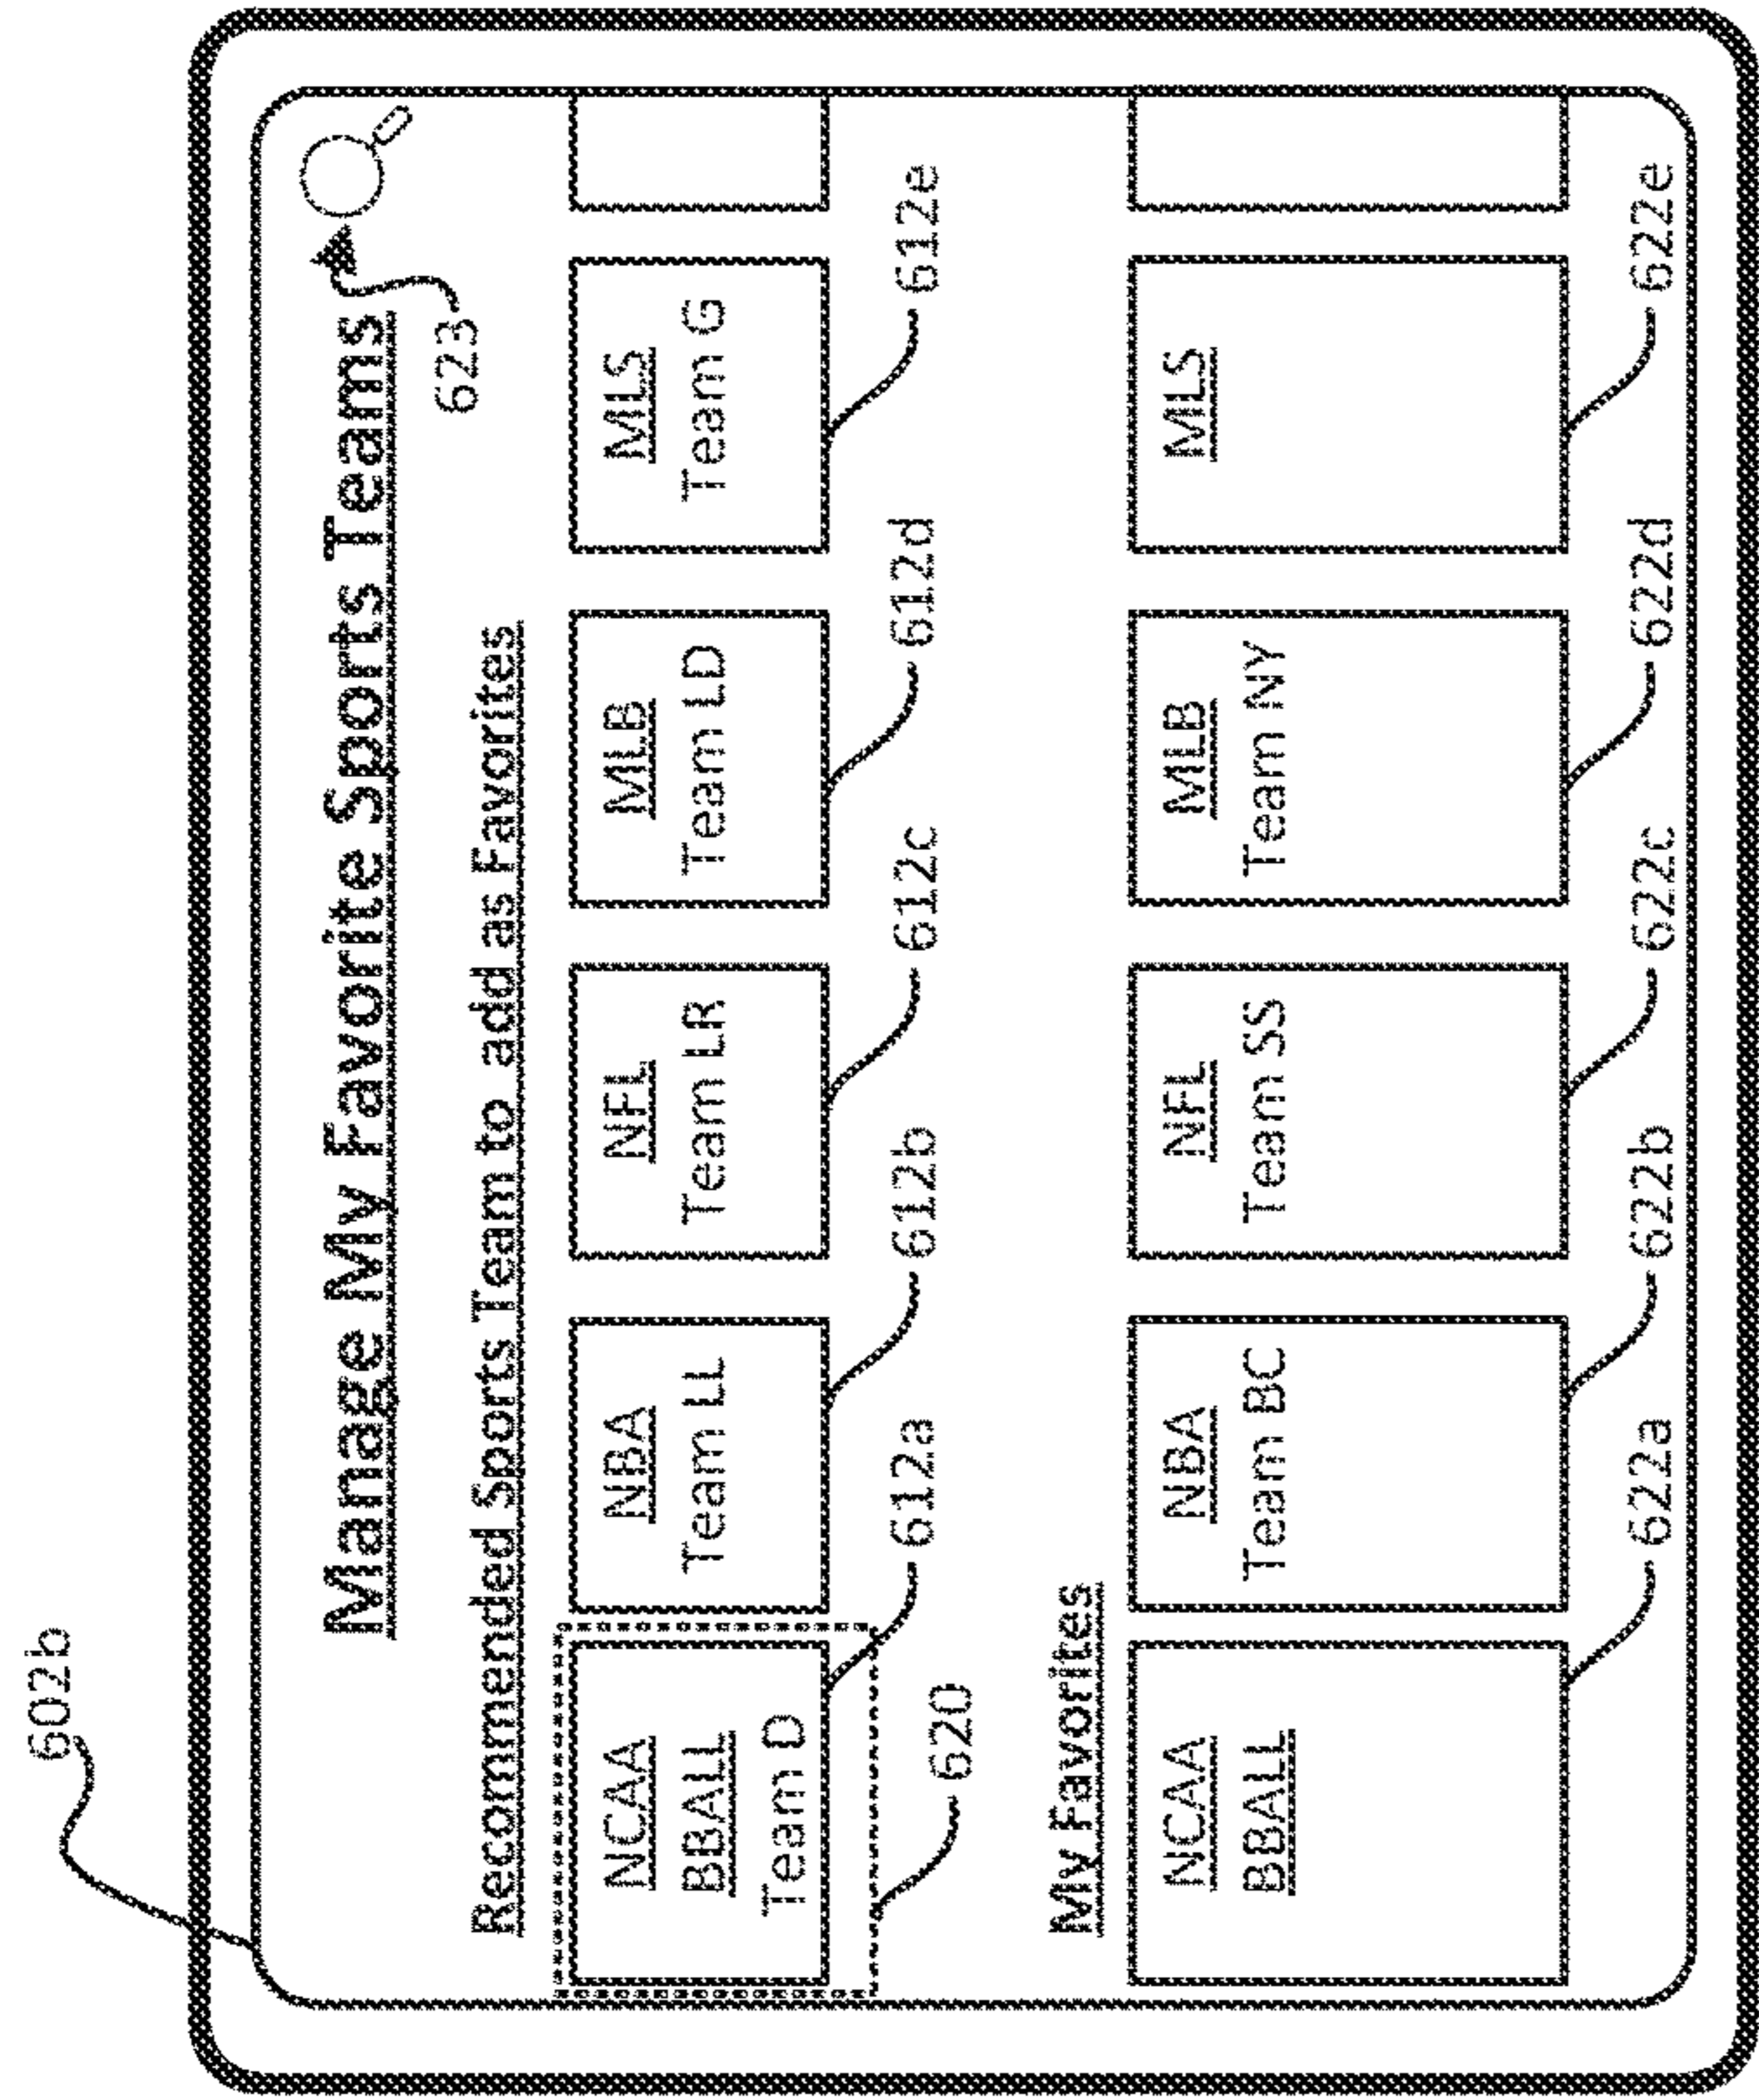 602b
Manage My Favorite Sports Teams
623
Recommended Sports Team to add as Favorites
NCAA
BBALL
Team D
NBA
Team LL
NFL
Team LR
MLB
Team LD
MLS
Team G
612a
612b
612c
612d
612e
620
My Favorites
NCAA
BBALL
NBA
Team BC
NFL
Team SS
MLB
Team NY
MLS
622a
622b
622c
622d
622e